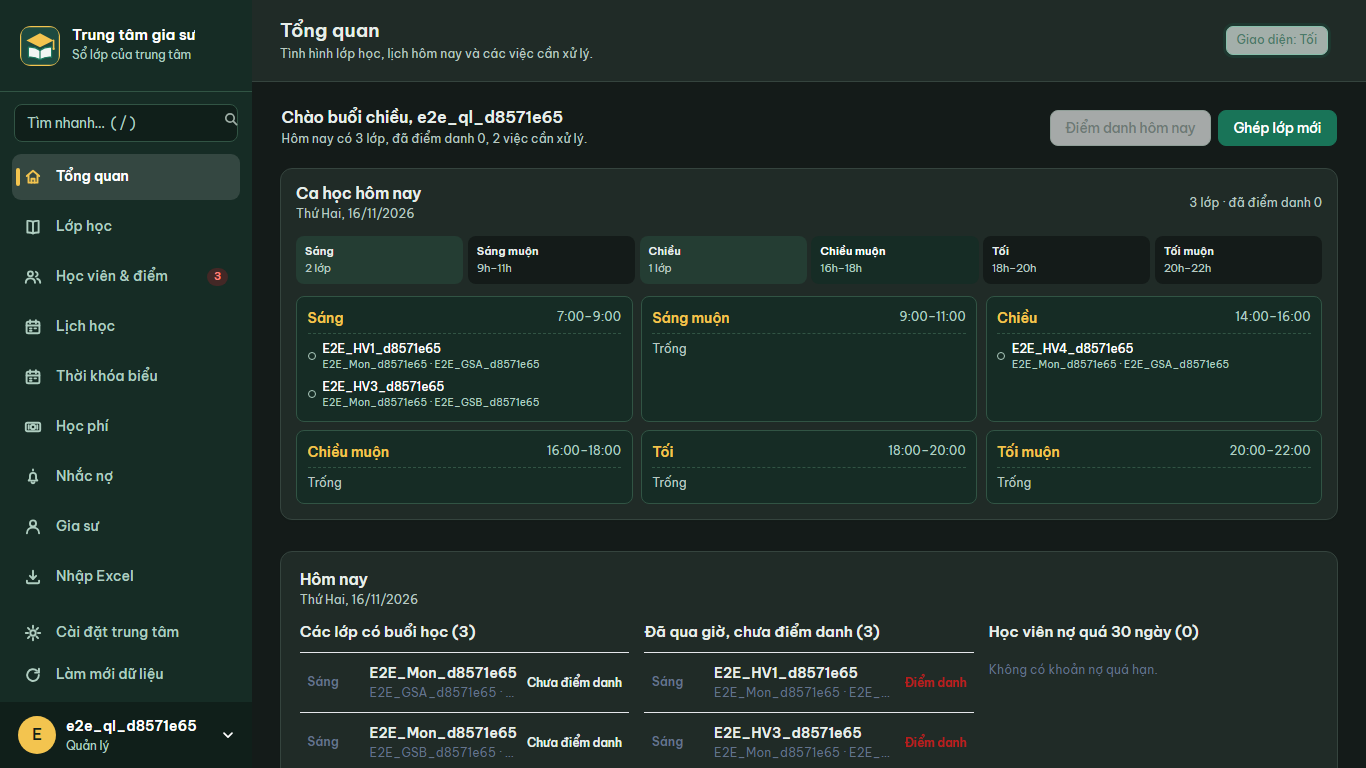 Trung tâm gia sư
Sổ lớp của trung tâm
Tìm nhanh... ( / )
Tổng quan
Lớp học
Học viên & điểm
3
Lịch học
Thời khóa biểu
Học phí
Nhắc nợ
Gia sư
Nhập Excel
Cài đặt trung tâm
Làm mới dữ liệu
E
e2e_ql_d8571e65
Quản lý
Tổng quan
Tình hình lớp học, lịch hôm nay và các việc cần xử lý.
Giao diện: Tối
Chào buổi chiều, e2e_ql_d8571e65
Hôm nay có 3 lớp, đã điểm danh 0, 2 việc cần xử lý.
Điểm danh hôm nay
Ghép lớp mới
Ca học hôm nay
Thứ Hai, 16/11/2026
3 lớp · đã điểm danh 0
Sáng
2 lớp
Sáng muộn
9h–11h
Chiều
1 lớp
Chiều muộn
16h–18h
Tối
18h–20h
Tối muộn
20h–22h
Sáng 7:00–9:00
E2E_HV1_d8571e65
E2E_Mon_d8571e65 · E2E_GSA_d8571e65
E2E_HV3_d8571e65
E2E_Mon_d8571e65 · E2E_GSB_d8571e65
Sáng muộn 9:00–11:00
Trống
Chiều 14:00–16:00
E2E_HV4_d8571e65
E2E_Mon_d8571e65 · E2E_GSA_d8571e65
Chiều muộn 16:00–18:00
Trống
Tối 18:00–20:00
Trống
Tối muộn 20:00–22:00
Trống
Hôm nay
Thứ Hai, 16/11/2026
Các lớp có buổi học (3)
Sáng
E2E_Mon_d8571e65
E2E_GSA_d8571e65 · ...
Chưa điểm danh
Sáng
E2E_Mon_d8571e65
E2E_GSB_d8571e65 · ...
Chưa điểm danh
Đã qua giờ, chưa điểm danh (3)
Sáng
E2E_HV1_d8571e65
E2E_Mon_d8571e65 · E2E_...
Điểm danh
Sáng
E2E_HV3_d8571e65
E2E_Mon_d8571e65 · E2E_...
Điểm danh
Học viên nợ quá 30 ngày (0)
Không có khoản nợ quá hạn.